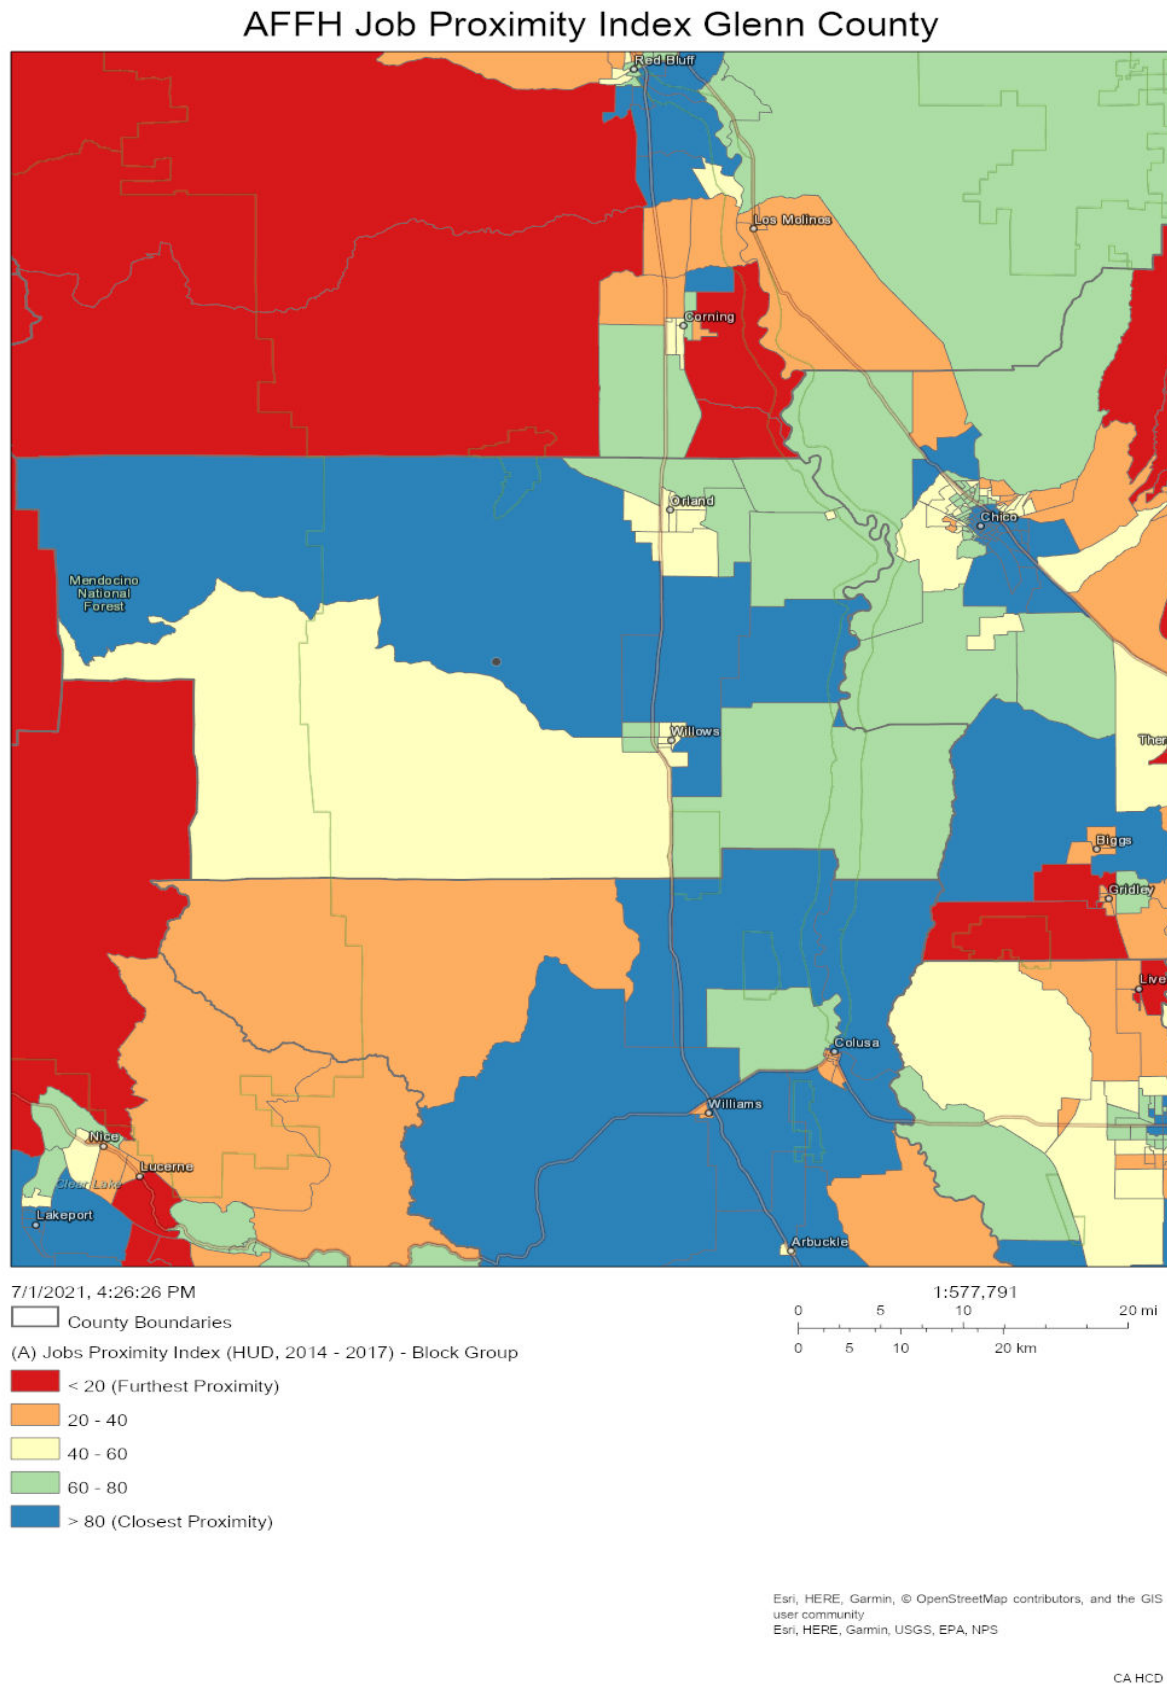 AFFH Job Proximity Index Glenn County
Red Bluff
Los Molinos
Corning
Orland
Chico
Mendocino
National
Forest
Willows
Ther
Biggs
Gridley
Live
Colusa
Williams
Nice
Lucerne
Clear Lake
Lakeport
Arbuckle
7/1/2021, 4:26:26 PM
1:577,791
0 5 10 20 mi
0 5 10 20 km
County Boundaries
(A) Jobs Proximity Index (HUD, 2014 - 2017) - Block Group
< 20 (Furthest Proximity)
20 - 40
40 - 60
60 - 80
> 80 (Closest Proximity)
Esri, HERE, Garmin, © OpenStreetMap contributors, and the GIS
user community
Esri, HERE, Garmin, USGS, EPA, NPS
CA HCD